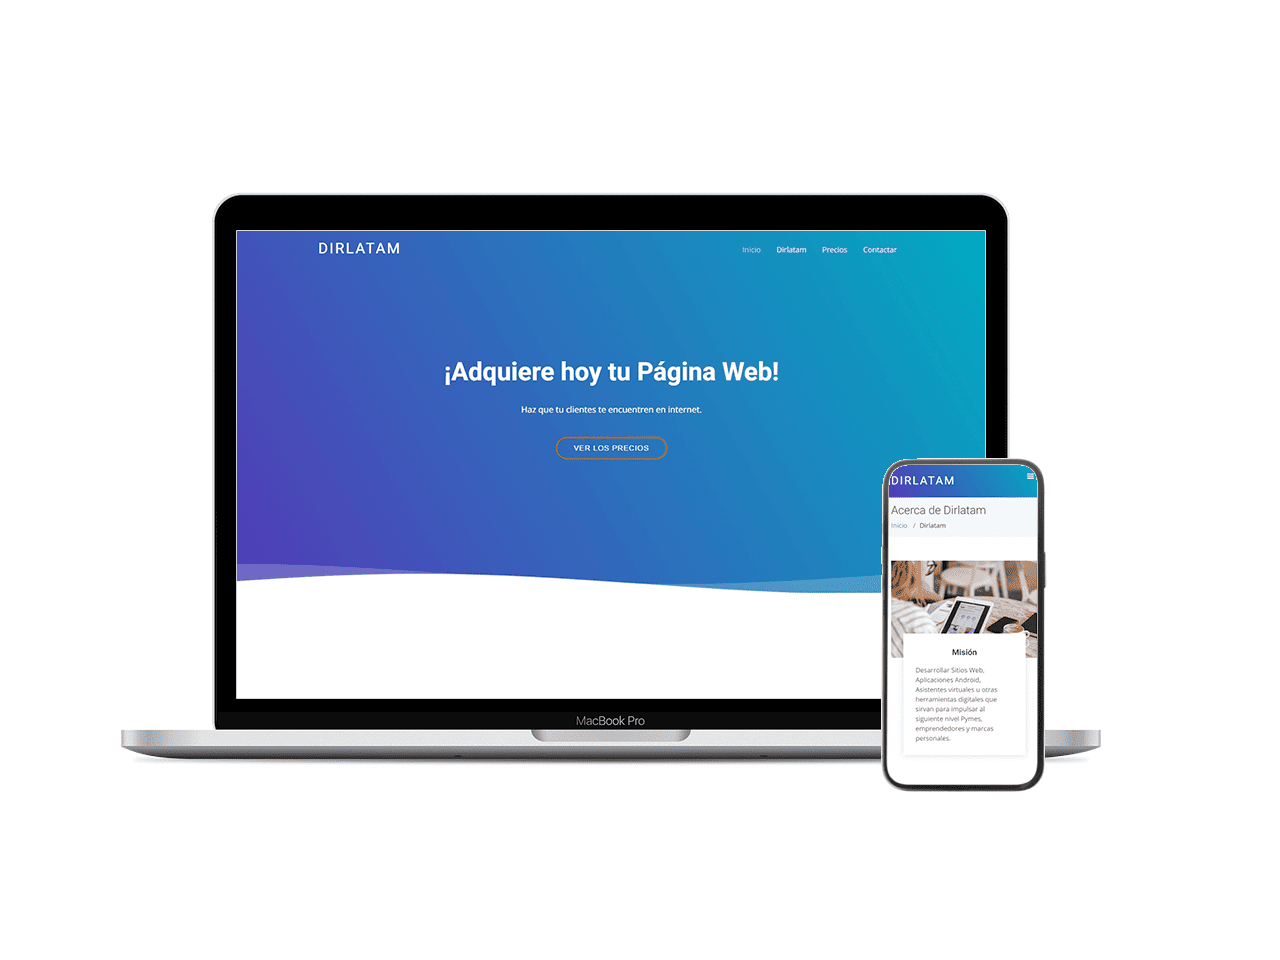 DIRLATAM
Inicio Dirlatam Precios Contactar
¡Adquiere hoy tu Página Web!
Haz que tu clientes te encuentren en internet.
VER LOS PRECIOS
MacBook Pro
DIRLATAM
Acerca de Dirlatam
Inicio / Dirlatam
Misión
Desarrollar Sitios Web,
Aplicaciones Android,
Asistentes virtuales u otras
herramientas digitales que
sirvan para impulsar al
siguiente nivel Pymes,
emprendedores y marcas
personales.